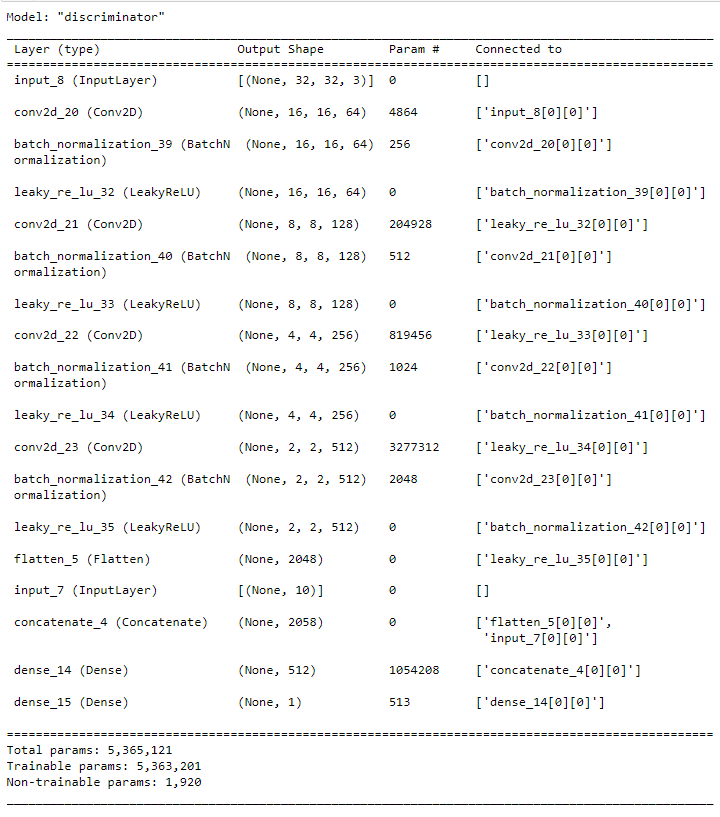 Model: "discriminator"
Layer (type) Output Shape Param # Connected to
input_8 (InputLayer) [(None, 32, 32, 3)] 0 []
conv2d_20 (Conv2D) (None, 16, 16, 64) 4864 ['input_8[0][0]']
batch_normalization_39 (BatchN (None, 16, 16, 64) 256 ['conv2d_20[0][0]']
ormalization)
leaky_re_lu_32 (LeakyReLU) (None, 16, 16, 64) 0 ['batch_normalization_39[0][0]']
conv2d_21 (Conv2D) (None, 8, 8, 128) 204928 ['leaky_re_lu_32[0][0]']
batch_normalization_40 (BatchN (None, 8, 8, 128) 512 ['conv2d_21[0][0]']
ormalization)
leaky_re_lu_33 (LeakyReLU) (None, 8, 8, 128) 0 ['batch_normalization_40[0][0]']
conv2d_22 (Conv2D) (None, 4, 4, 256) 819456 ['leaky_re_lu_33[0][0]']
batch_normalization_41 (BatchN (None, 4, 4, 256) 1024 ['conv2d_22[0][0]']
ormalization)
leaky_re_lu_34 (LeakyReLU) (None, 4, 4, 256) 0 ['batch_normalization_41[0][0]']
conv2d_23 (Conv2D) (None, 2, 2, 512) 3277312 ['leaky_re_lu_34[0][0]']
batch_normalization_42 (BatchN (None, 2, 2, 512) 2048 ['conv2d_23[0][0]']
ormalization)
leaky_re_lu_35 (LeakyReLU) (None, 2, 2, 512) 0 ['batch_normalization_42[0][0]']
flatten_5 (Flatten) (None, 2048) 0 ['leaky_re_lu_35[0][0]']
input_7 (InputLayer) [(None, 10)] 0 []
concatenate_4 (Concatenate) (None, 2058) 0 ['flatten_5[0][0]',
'input_7[0][0]']
dense_14 (Dense) (None, 512) 1054208 ['concatenate_4[0][0]']
dense_15 (Dense) (None, 1) 513 ['dense_14[0][0]']
Total params: 5,365,121
Trainable params: 5,363,201
Non-trainable params: 1,920